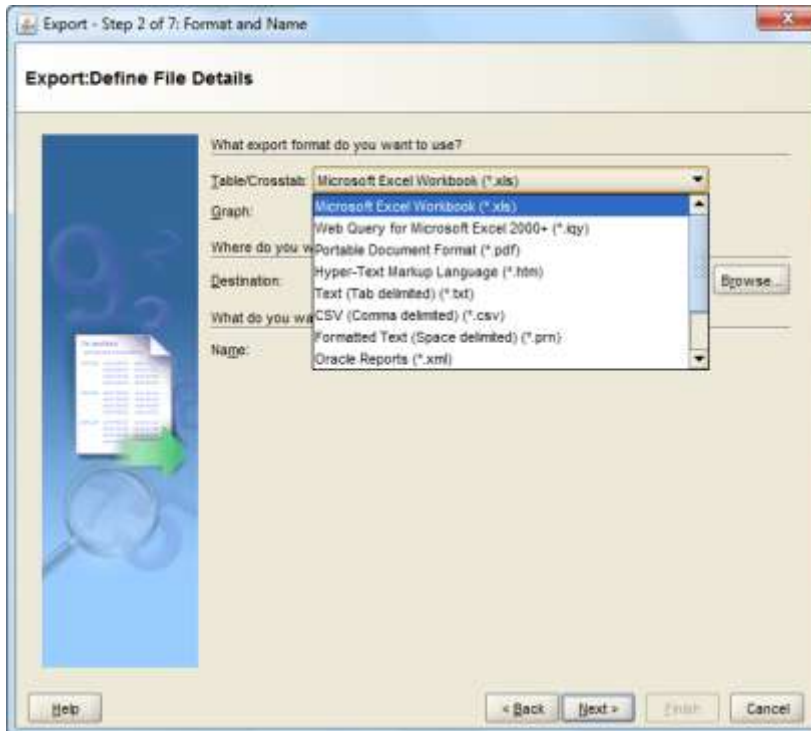 Export - Step 2 of 7: Format and Name
Export:Define File Details
What export format do you want to use?
Table/Crosstab: Microsoft Excel Workbook (*.xls)
Graph:
Microsoft Excel Workbook (*.xls)
Web Query for Microsoft Excel 2000+ (*.iqy)
Where do you w
Portable Document Format (*.pdf)
Hyper-Text Markup Language (*.htm)
Destination:
Browse...
Text (Tab delimited) (*.txt)
What do you wa
CSV (Comma delimited) (*.csv)
Formatted Text (Space delimited) (*.prn)
Name:
Oracle Reports (*.xml)
Help
< Back
Next >
Finish
Cancel